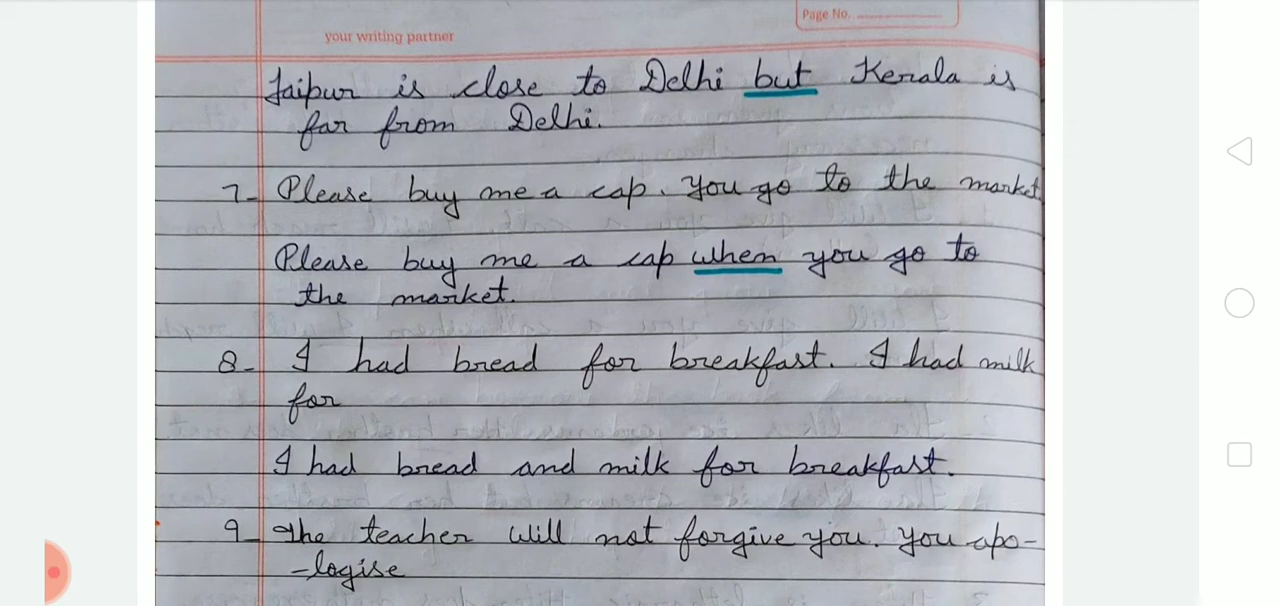 Page No.
your writing partner
Jaipur is close to Delhi but Kerala is
far from Delhi.
7- Please buy me a cap. You go to the market
Please buy me a cap when you go to
the market.
8- I had bread for breakfast. I had milk
for
I had bread and milk for breakfast.
9- The teacher will not forgive you. You apo-
-logise